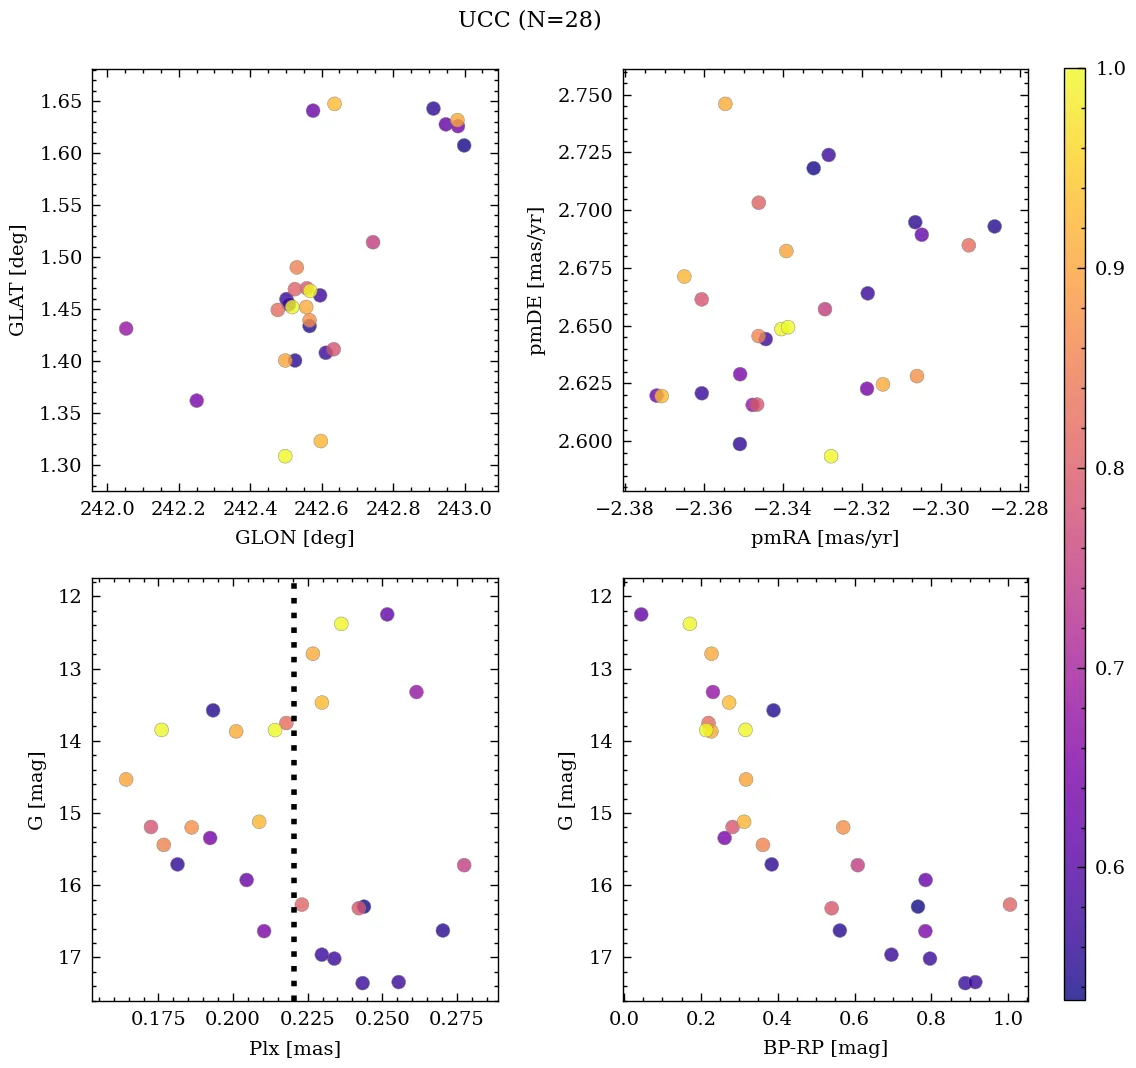 UCC (N=28)
1.65
1.60
1.55
1.50
1.45
1.40
1.35
1.30
GLAT [deg]
242.0 242.2 242.4 242.6 242.8 243.0
GLON [deg]
2.750
2.725
2.700
2.675
2.650
2.625
2.600
pmDE [mas/yr]
−2.38 −2.36 −2.34 −2.32 −2.30 −2.28
pmRA [mas/yr]
12
13
14
15
16
17
G [mag]
0.175 0.200 0.225 0.250 0.275
Plx [mas]
12
13
14
15
16
17
G [mag]
0.0 0.2 0.4 0.6 0.8 1.0
BP-RP [mag]
1.0
0.9
0.8
0.7
0.6